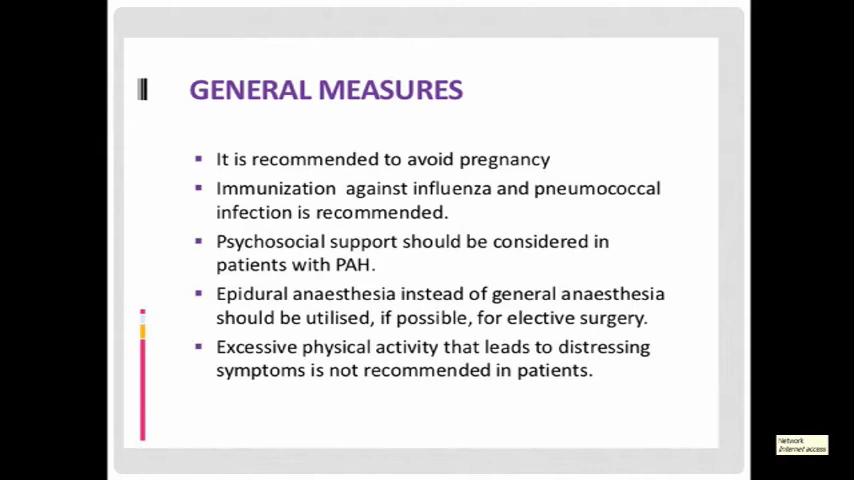 GENERAL MEASURES
▪ It is recommended to avoid pregnancy
▪ Immunization against influenza and pneumococcal
infection is recommended.
▪ Psychosocial support should be considered in
patients with PAH.
▪ Epidural anaesthesia instead of general anaesthesia
should be utilised, if possible, for elective surgery.
▪ Excessive physical activity that leads to distressing
symptoms is not recommended in patients.
Network
Internet access